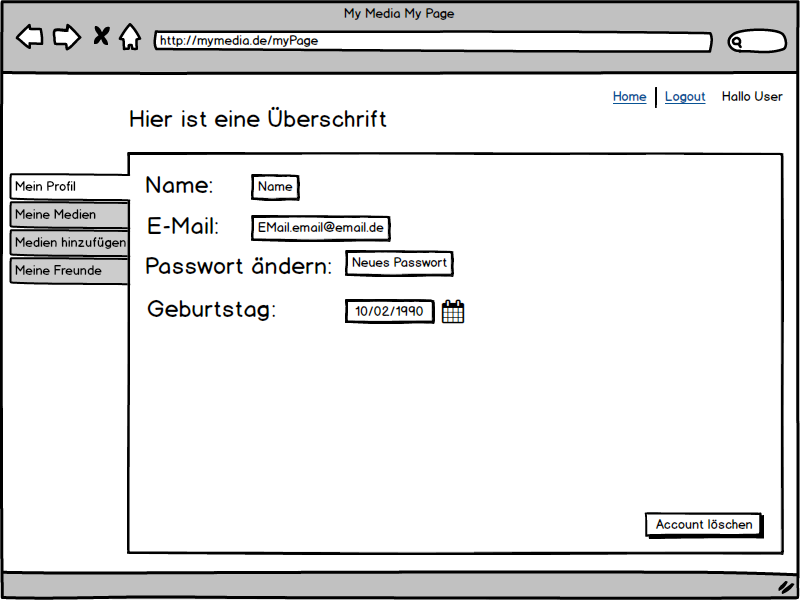 My Media My Page
http://mymedia.de/myPage
Home Logout Hallo User
Hier ist eine Überschrift
Mein Profil
Meine Medien
Medien hinzufügen
Meine Freunde
Name: Name
E-Mail: EMail.email@email.de
Passwort ändern: Neues Passwort
Geburtstag: 10/02/1990
Account löschen